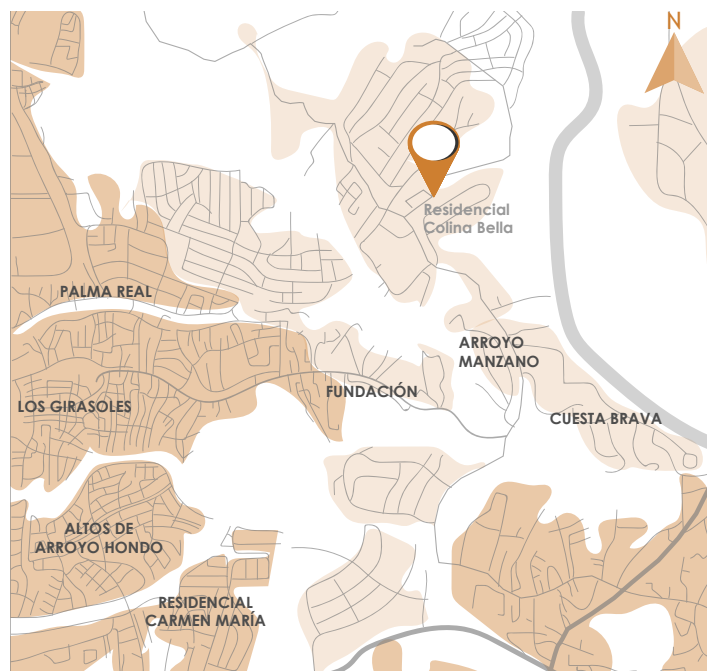 N
Residencial
Colina Bella
PALMA REAL
ARROYO
MANZANO
FUNDACIÓN
LOS GIRASOLES
CUESTA BRAVA
ALTOS DE
ARROYO HONDO
RESIDENCIAL
CARMEN MARÍA